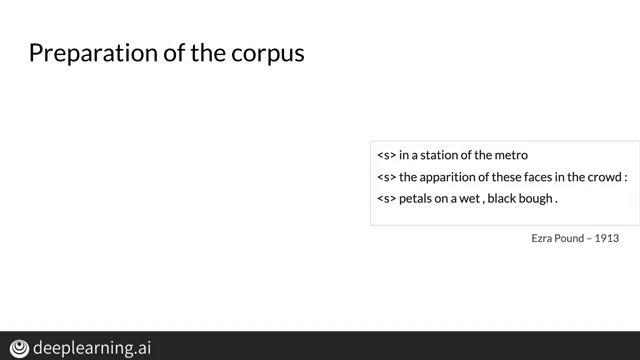 Preparation of the corpus
<s> in a station of the metro
<s> the apparition of these faces in the crowd :
<s> petals on a wet , black bough .
Ezra Pound – 1913
deeplearning.ai